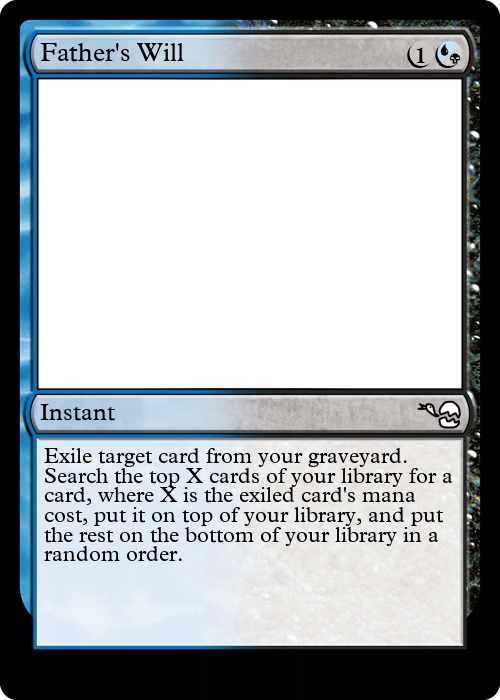 Father's Will 1
Instant
Exile target card from your graveyard.
Search the top X cards of your library for a
card, where X is the exiled card's mana
cost, put it on top of your library, and put
the rest on the bottom of your library in a
random order.